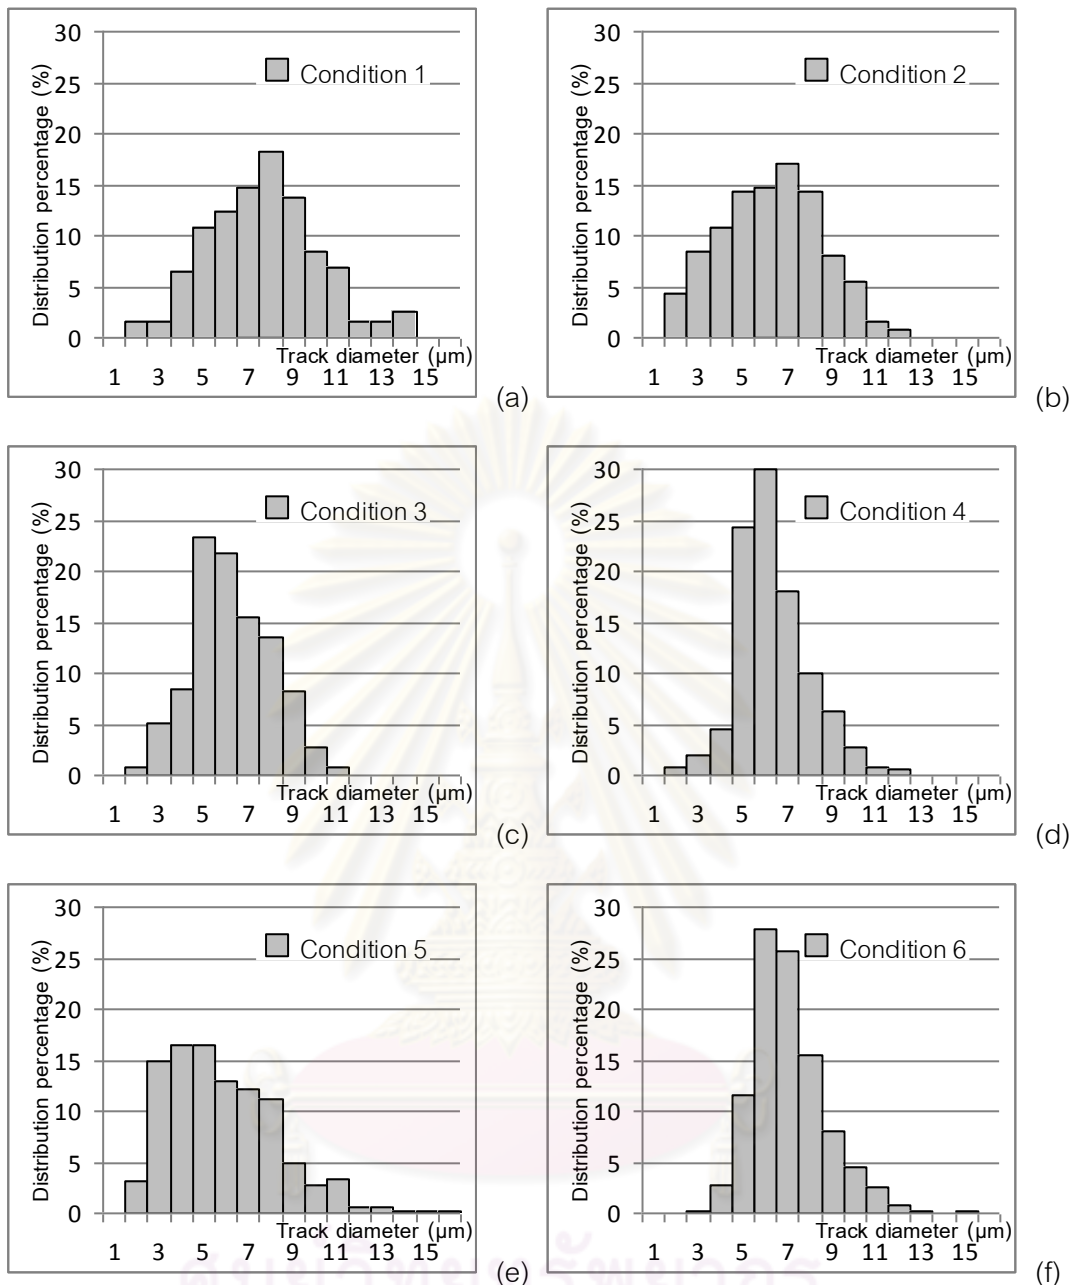 30
25
20
15
10
5
0
Distribution percentage (%)
Condition 1
Track diameter (µm)
1 3 5 7 9 11 13 15
(a)
30
25
20
15
10
5
0
Distribution percentage (%)
Condition 2
Track diameter (µm)
1 3 5 7 9 11 13 15
(b)
30
25
20
15
10
5
0
Distribution percentage (%)
Condition 3
Track diameter (µm)
1 3 5 7 9 11 13 15
(c)
30
25
20
15
10
5
0
Distribution percentage (%)
Condition 4
Track diameter (µm)
1 3 5 7 9 11 13 15
(d)
30
25
20
15
10
5
0
Distribution percentage (%)
Condition 5
Track diameter (µm)
1 3 5 7 9 11 13 15
(e)
30
25
20
15
10
5
0
Distribution percentage (%)
Condition 6
Track diameter (µm)
1 3 5 7 9 11 13 15
(f)